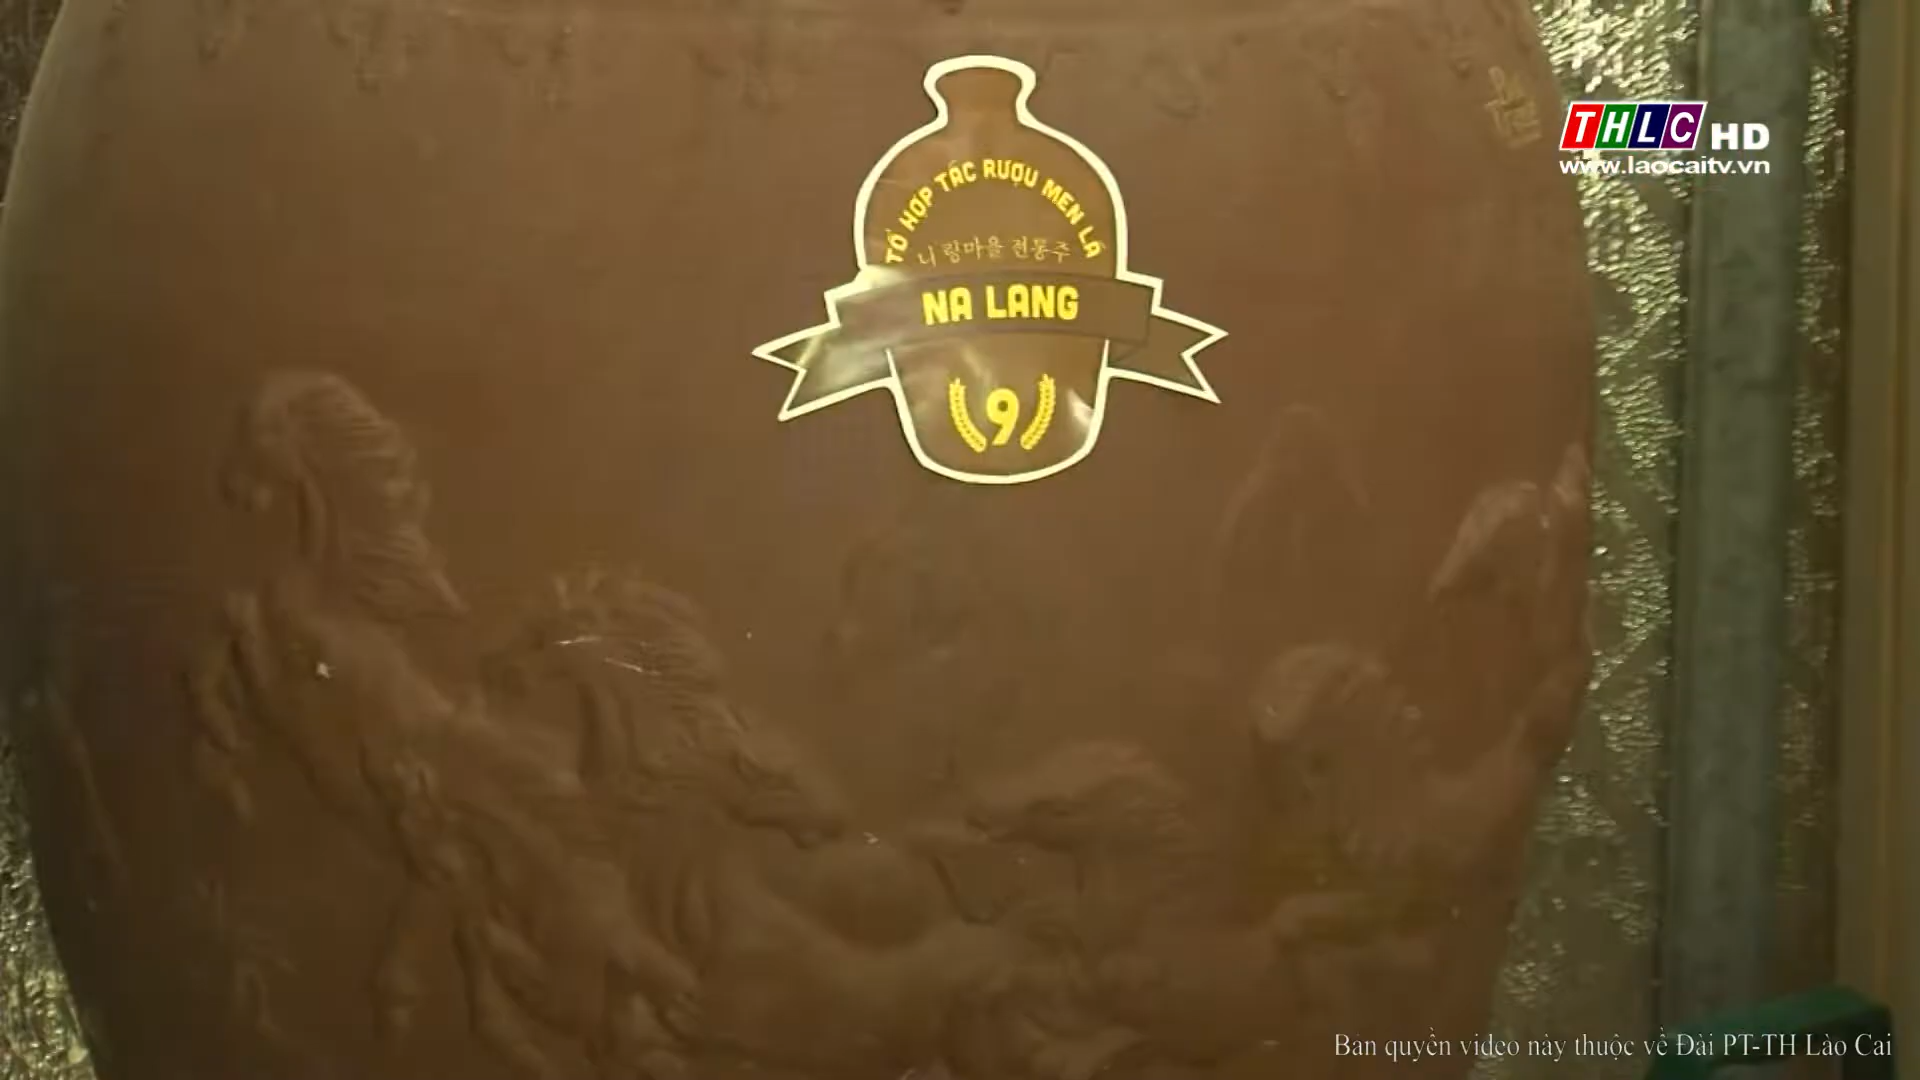 TỔ HỢP TÁC RƯỢU MEN LÁ
니 랑마을 전통주
NA LANG
9
THLC HD
www.laocaitv.vn
Bản quyền video này thuộc về Đài PT-TH Lào Cai